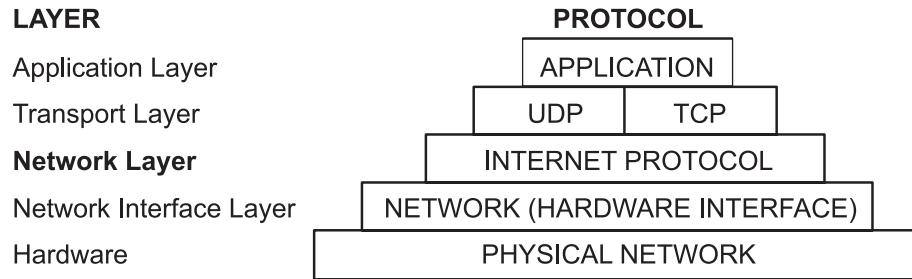 LAYER PROTOCOL
Application Layer APPLICATION
Transport Layer UDP TCP
Network Layer INTERNET PROTOCOL
Network Interface Layer NETWORK (HARDWARE INTERFACE)
Hardware PHYSICAL NETWORK